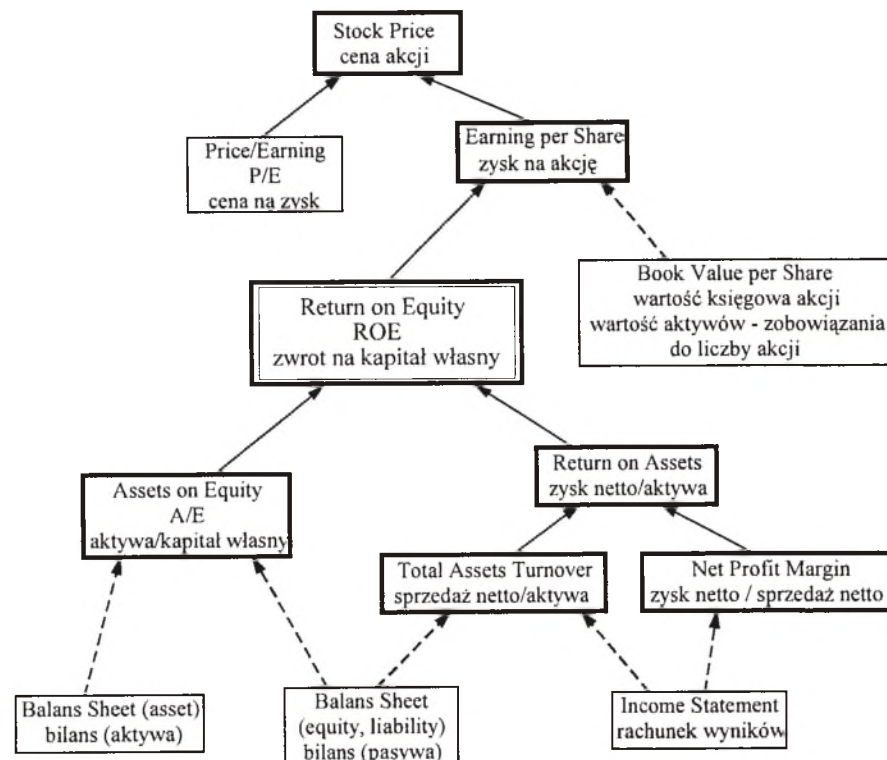 Stock Price
cena akcji
Price/Earning
P/E
cena na zysk
Earning per Share
zysk na akcję
Book Value per Share
wartość księgowa akcji
wartość aktywów - zobowiązania
do liczby akcji
Return on Equity
ROE
zwrot na kapitał własny
Return on Assets
zysk netto/aktywa
Assets on Equity
A/E
aktywa/kapitał własny
Total Assets Turnover
sprzedaż netto/aktywa
Net Profit Margin
zysk netto / sprzedaż netto
Balans Sheet (asset)
bilans (aktywa)
Balans Sheet
(equity, liability)
bilans (pasywa)
Income Statement
rachunek wyników